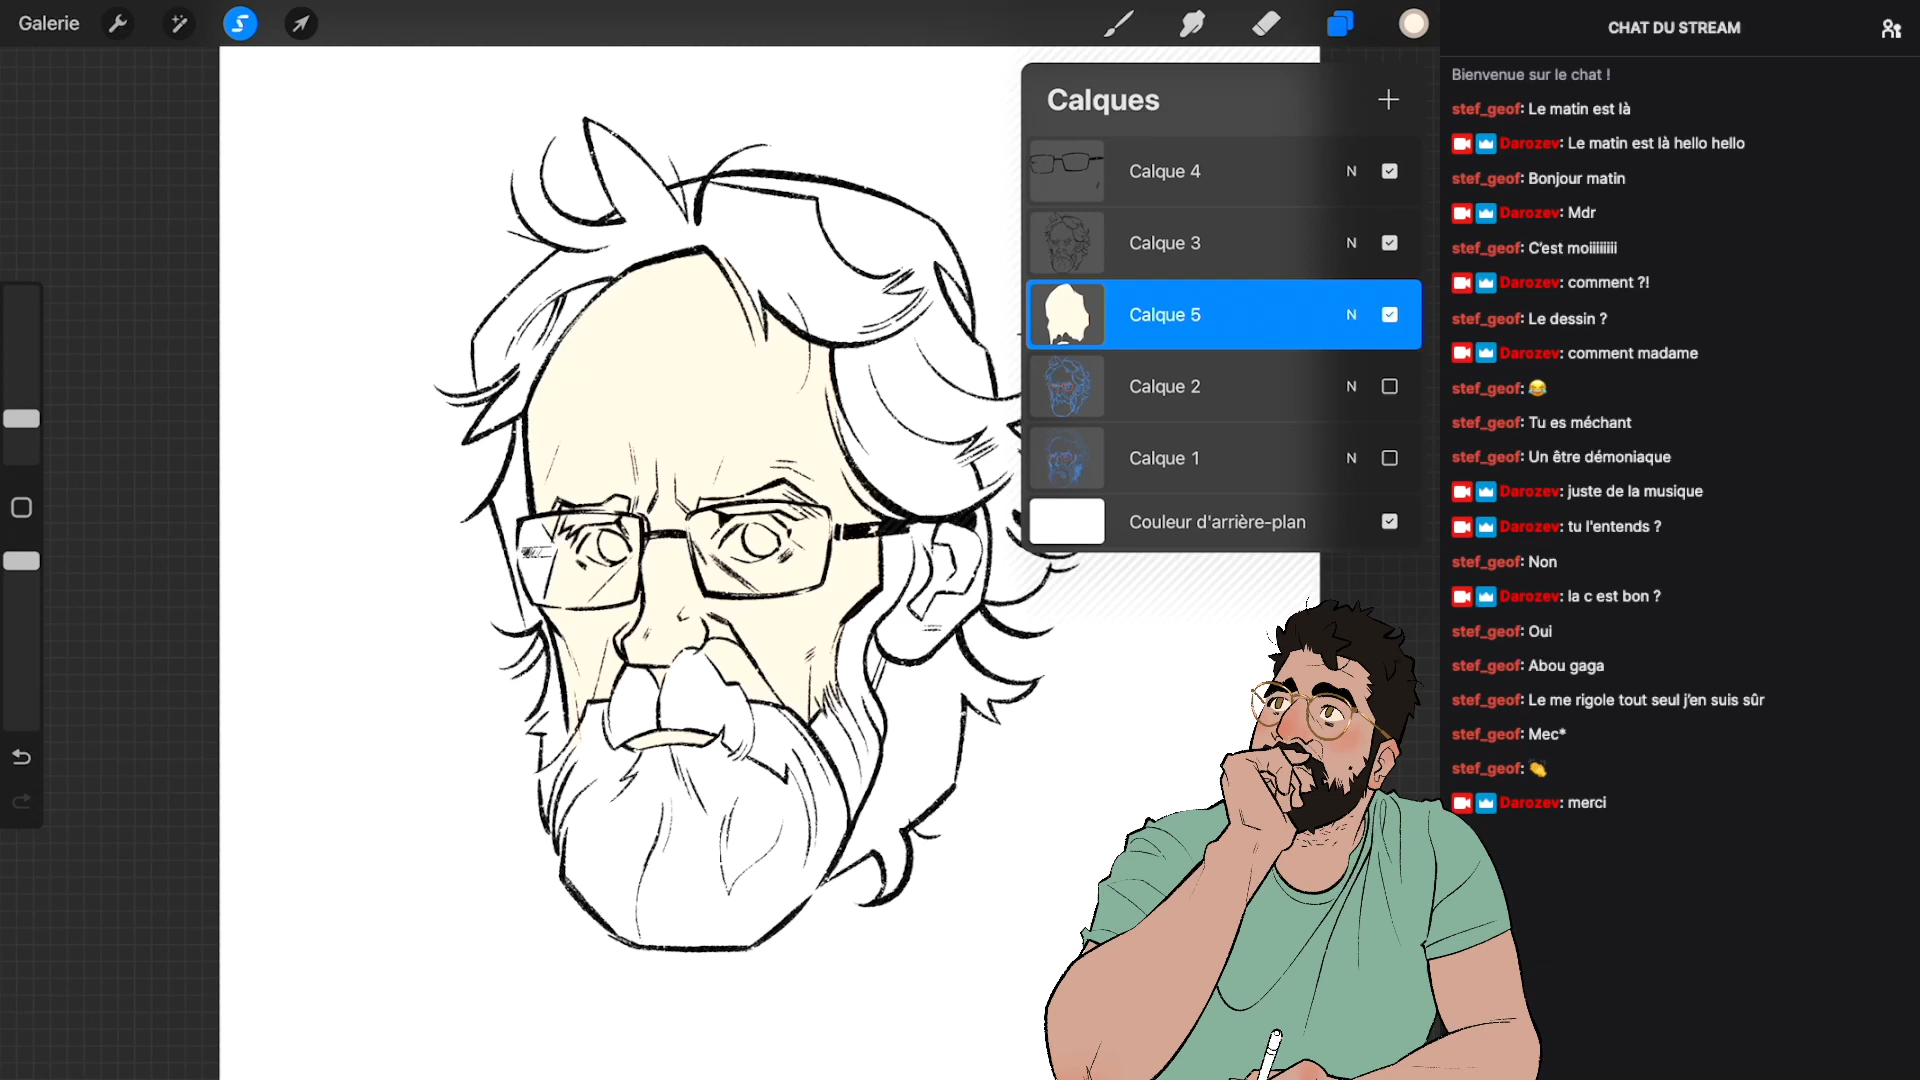 Galerie
Calques
Calque 4 N
Calque 3 N
Calque 5 N
Calque 2 N
Calque 1 N
Couleur d'arrière-plan
CHAT DU STREAM
Bienvenue sur le chat !
stef_geof: Le matin est là
Darozev: Le matin est là hello hello
stef_geof: Bonjour matin
Darozev: Mdr
stef_geof: C'est moiiiiiiiii
Darozev: comment ?!
stef_geof: Le dessin ?
Darozev: comment madame
stef_geof: 😂
stef_geof: Tu es méchant
stef_geof: Un être démoniaque
Darozev: juste de la musique
Darozev: tu l'entends ?
stef_geof: Non
Darozev: la c est bon ?
stef_geof: Oui
stef_geof: Abou gaga
stef_geof: Le me rigole tout seul j'en suis sûr
stef_geof: Mec*
stef_geof: 👏
Darozev: merci